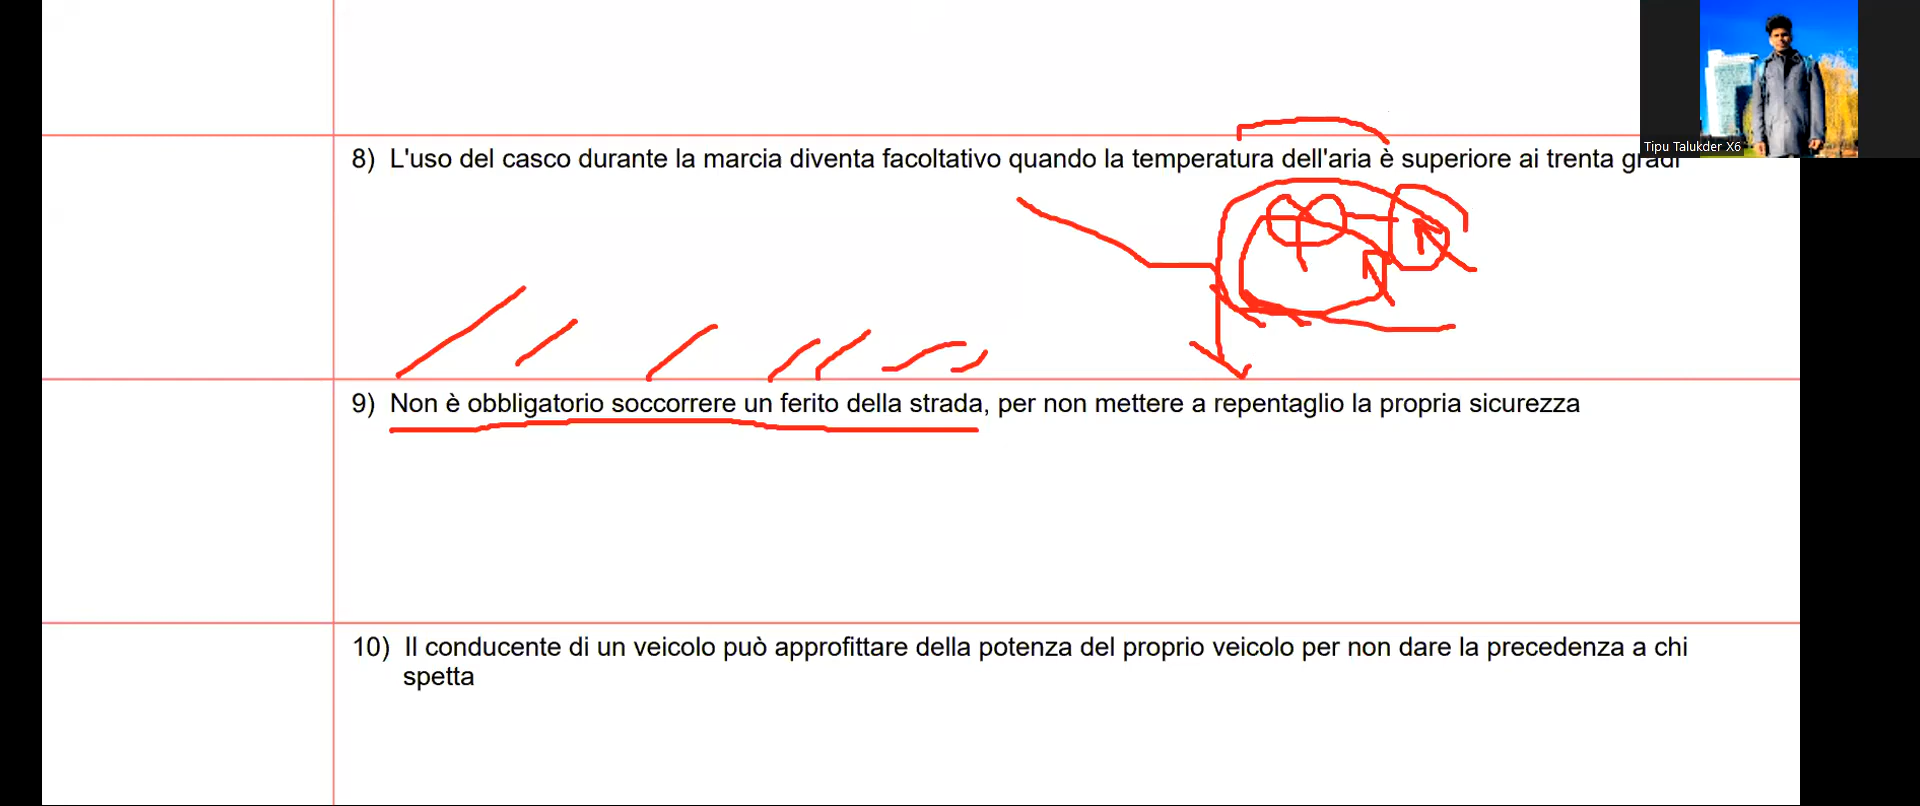 8) L'uso del casco durante la marcia diventa facoltativo quando la temperatura dell'aria è superiore ai trenta gradi
Tipu Talukder X6
9) Non è obbligatorio soccorrere un ferito della strada, per non mettere a repentaglio la propria sicurezza
10) Il conducente di un veicolo può approfittare della potenza del proprio veicolo per non dare la precedenza a chi
spetta